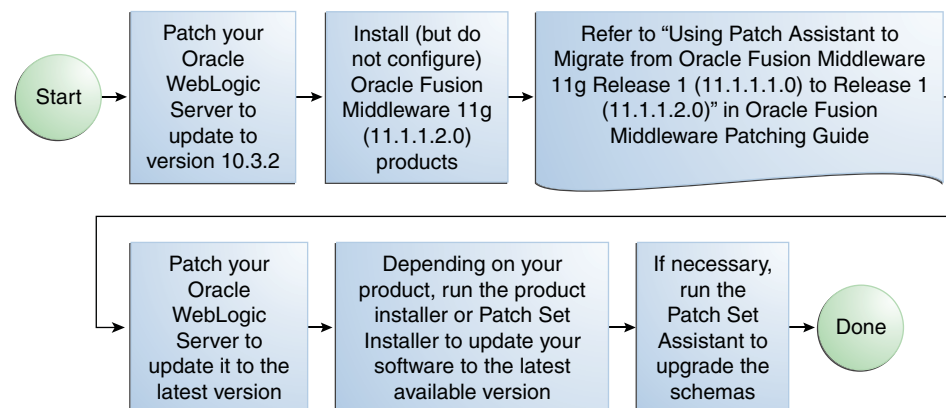 Start
Patch your
Oracle
WebLogic
Server to
update to
version 10.3.2
Install (but do
not configure)
Oracle Fusion
Middleware 11g
(11.1.1.2.0)
products
Refer to “Using Patch Assistant to
Migrate from Oracle Fusion Middleware
11g Release 1 (11.1.1.1.0) to Release 1
(11.1.1.2.0)” in Oracle Fusion
Middleware Patching Guide
Patch your
Oracle
WebLogic
Server to
update it to the
latest version
Depending on your
product, run the product
installer or Patch Set
Installer to update your
software to the latest
available version
If necessary,
run the
Patch Set
Assistant to
upgrade the
schemas
Done